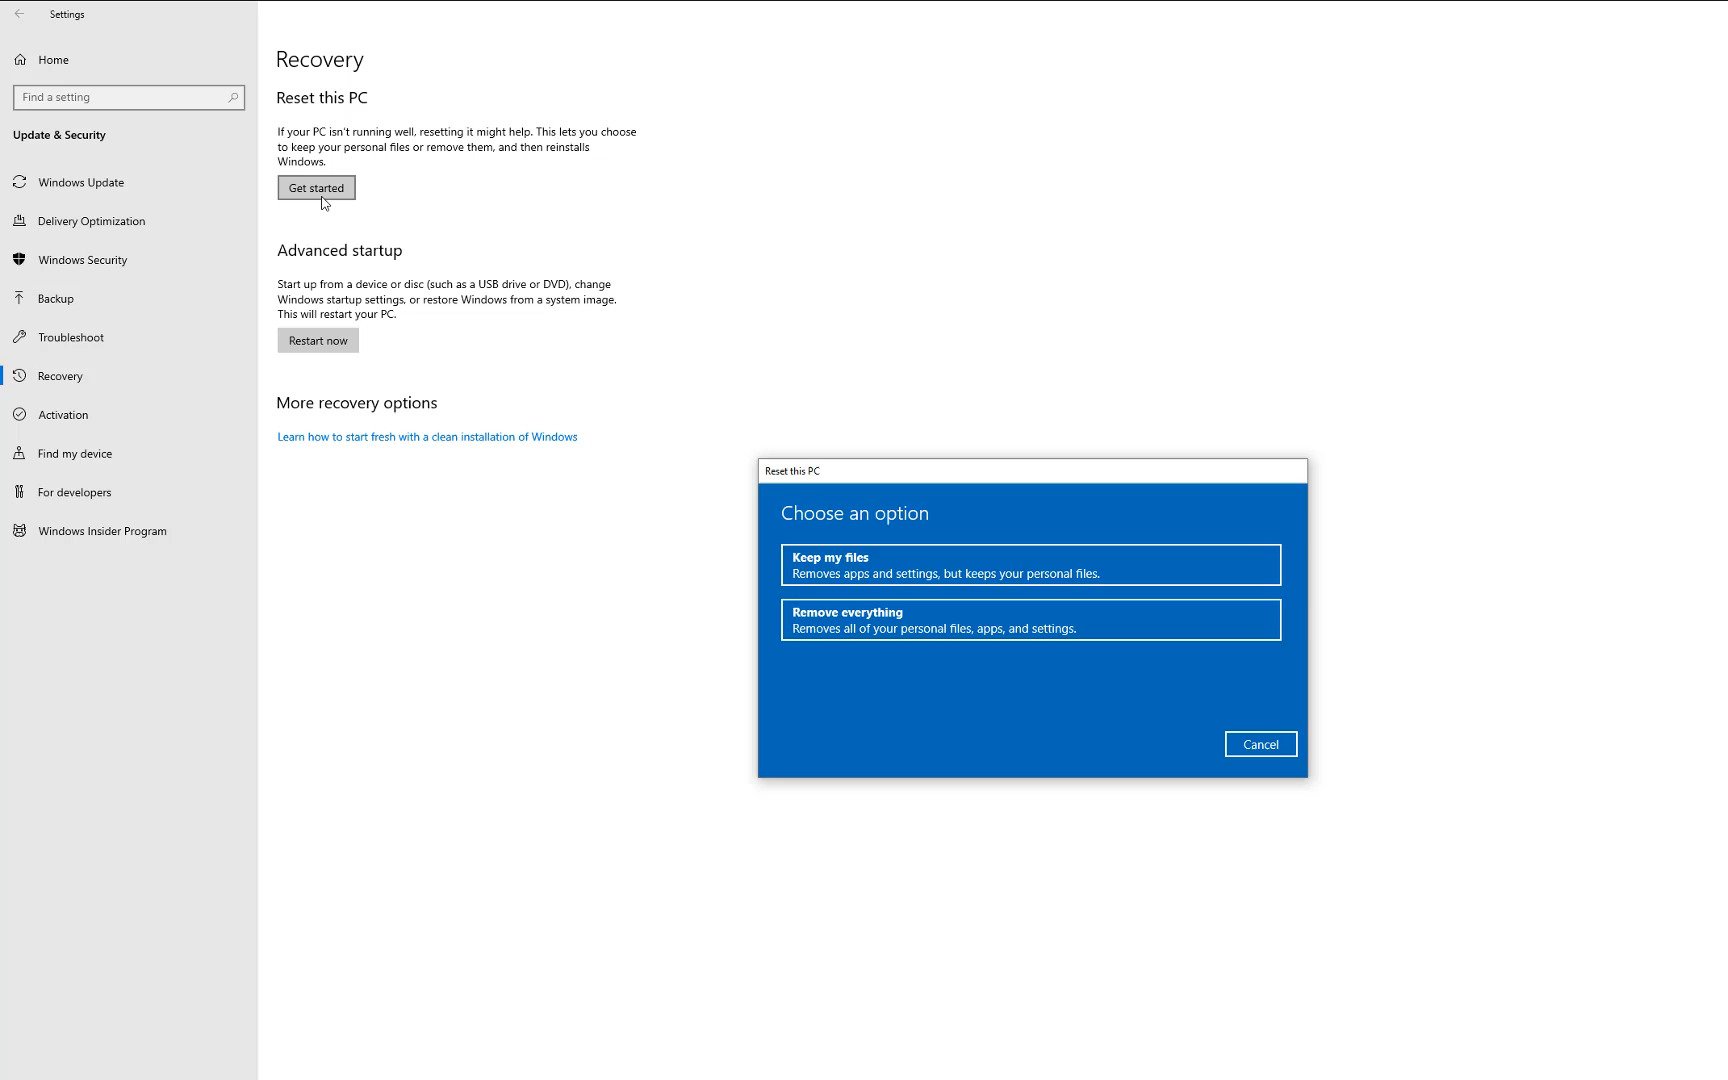 Settings
Home
Find a setting
Update & Security
Windows Update
Delivery Optimization
Windows Security
Backup
Troubleshoot
Recovery
Activation
Find my device
For developers
Windows Insider Program
Recovery
Reset this PC
If your PC isn't running well, resetting it might help. This lets you choose
to keep your personal files or remove them, and then reinstalls
Windows.
Get started
Advanced startup
Start up from a device or disc (such as a USB drive or DVD), change
Windows startup settings, or restore Windows from a system image.
This will restart your PC.
Restart now
More recovery options
Learn how to start fresh with a clean installation of Windows
Reset this PC
Choose an option
Keep my files
Removes apps and settings, but keeps your personal files.
Remove everything
Removes all of your personal files, apps, and settings.
Cancel